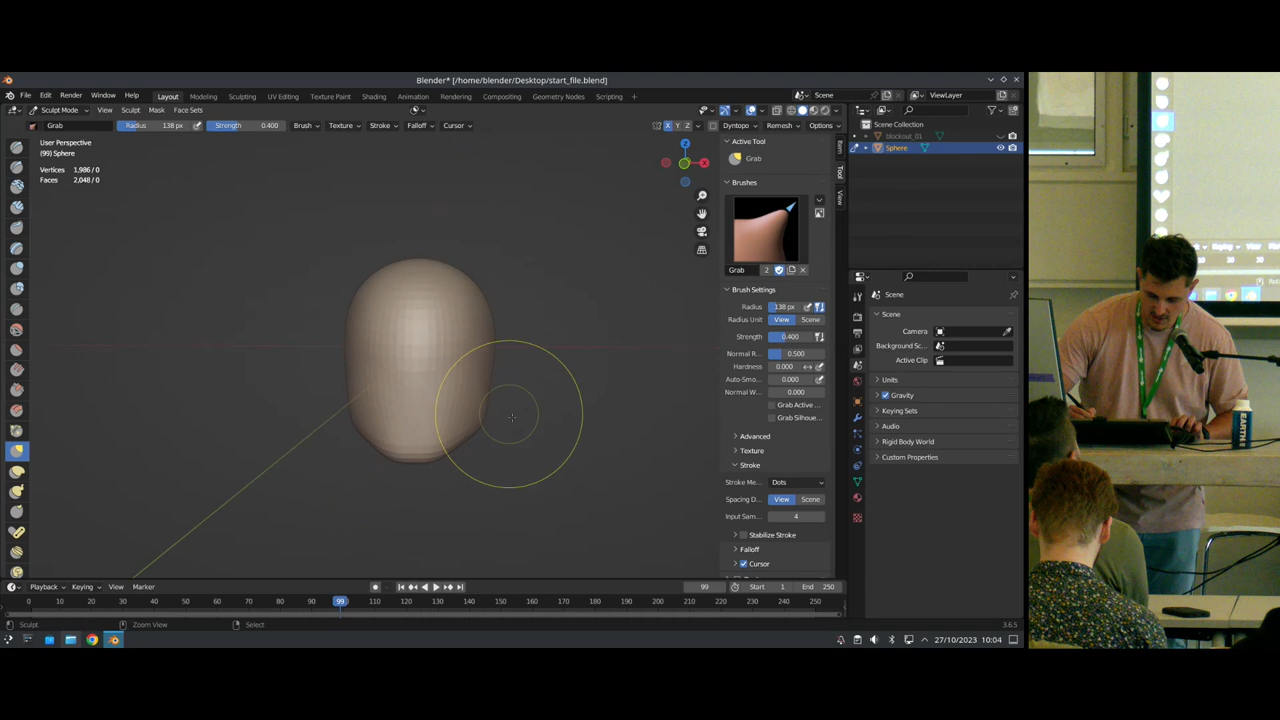 Blender* [/home/blender/Desktop/start_file.blend]
File Edit Render Window Help Layout Modeling Sculpting UV Editing Texture Paint Shading Animation Rendering Compositing Geometry Nodes Scripting + Scene ViewLayer
Sculpt Mode View Sculpt Mask Face Sets
Grab Radius 138 px Strength 0.400 Brush Texture Stroke Falloff Cursor X Y Z Dyntopo Remesh Options
User Perspective
(99) Sphere
Vertices 1,986 / 0
Faces 2,048 / 0
Z
X
Active Tool
Grab
Brushes
Grab 2
Brush Settings
Radius 138 px
Radius Unit View Scene
Strength 0.400
Normal R... 0.500
Hardness 0.000
Auto-Smo... 0.000
Normal W... 0.000
Grab Active ...
Grab Silhoue...
Advanced
Texture
Stroke
Stroke Me... Dots
Spacing D... View Scene
Input Sam... 4
Stabilize Stroke
Falloff
Cursor
Item
Tool
View
Scene Collection
blockout_01
Sphere
Scene
Scene
Camera
Background Sc...
Active Clip
Units
Gravity
Keying Sets
Audio
Rigid Body World
Custom Properties
Playback Keying View Marker 99 Start 1 End 250
0 10 20 30 40 50 60 70 80 90 99 110 120 130 140 150 160 170 180 190 200 210 220 230 240 250
Sculpt Zoom View Select 3.6.5
27/10/2023 10:04
EARTH